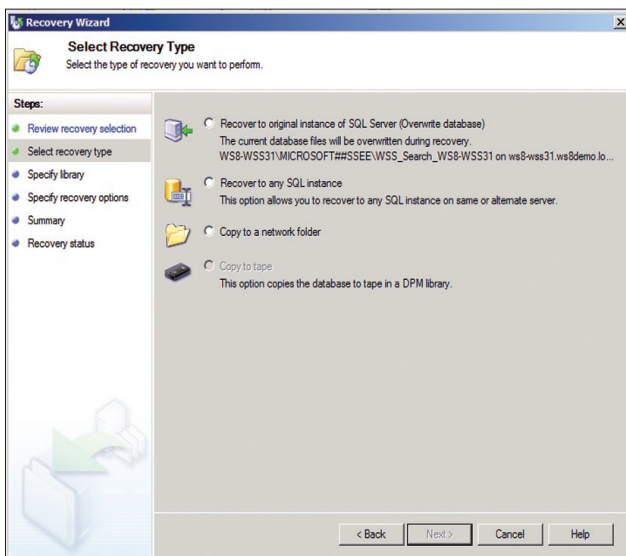 Recovery Wizard
Select Recovery Type
Select the type of recovery you want to perform.
Steps:
Review recovery selection
Select recovery type
Specify library
Specify recovery options
Summary
Recovery status
Recover to original instance of SQL Server (Overwrite database)
The current database files will be overwritten during recovery.
WS8-WSS31\MICROSOFT##SSEE\WSS_Search_WS8-WSS31 on ws8-wss31.ws8demo.lo...
Recover to any SQL instance
This option allows you to recover to any SQL instance on same or alternate server.
Copy to a network folder
Copy to tape
This option copies the database to tape in a DPM library.
< Back
Next >
Cancel
Help